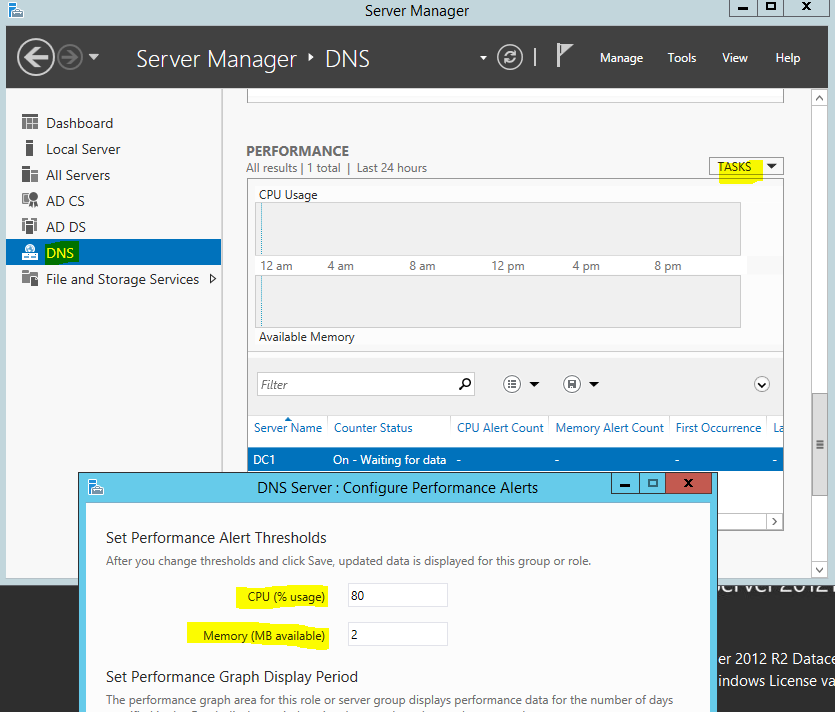 Server Manager
Server Manager DNS
Manage Tools View Help
Dashboard
Local Server
All Servers
AD CS
AD DS
DNS
File and Storage Services
PERFORMANCE
All results | 1 total | Last 24 hours
TASKS
CPU Usage
12 am 4 am 8 am 12 pm 4 pm 8 pm
Available Memory
Filter
Server Name Counter Status CPU Alert Count Memory Alert Count First Occurrence La
DC1 On - Waiting for data - - - -
DNS Server : Configure Performance Alerts
Set Performance Alert Thresholds
After you change thresholds and click Save, updated data is displayed for this group or role.
CPU (% usage) 80
Memory (MB available) 2
Set Performance Graph Display Period
The performance graph area for this role or server group displays performance data for the number of days
er 2012 R2 Datace
indows License va